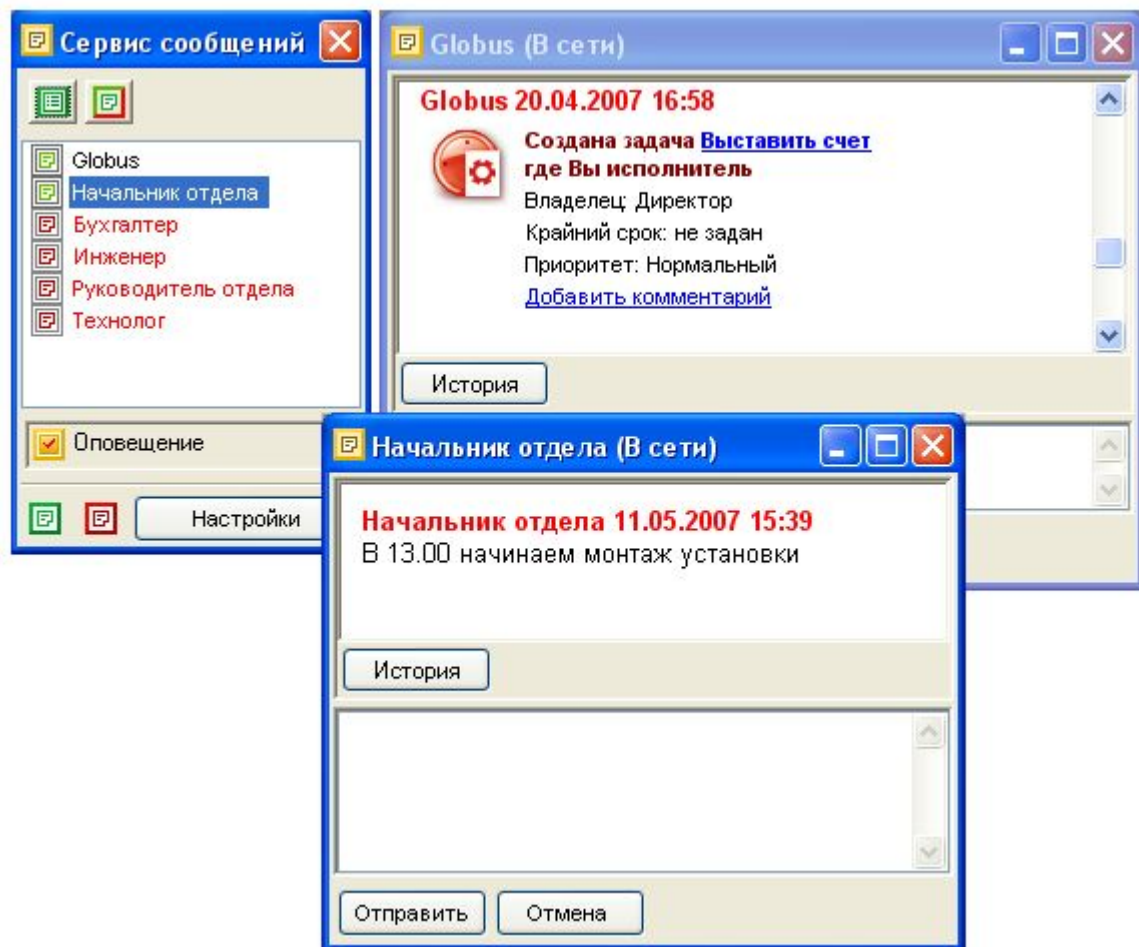 Сервис сообщений
Globus
Начальник отдела
Бухгалтер
Инженер
Руководитель отдела
Технолог
Оповещение
Настройки
Globus (В сети)
Globus 20.04.2007 16:58
Создана задача Выставить счет
где Вы исполнитель
Владелец: Директор
Крайний срок: не задан
Приоритет: Нормальный
Добавить комментарий
История
Начальник отдела (В сети)
Начальник отдела 11.05.2007 15:39
В 13.00 начинаем монтаж установки
История
Отправить
Отмена